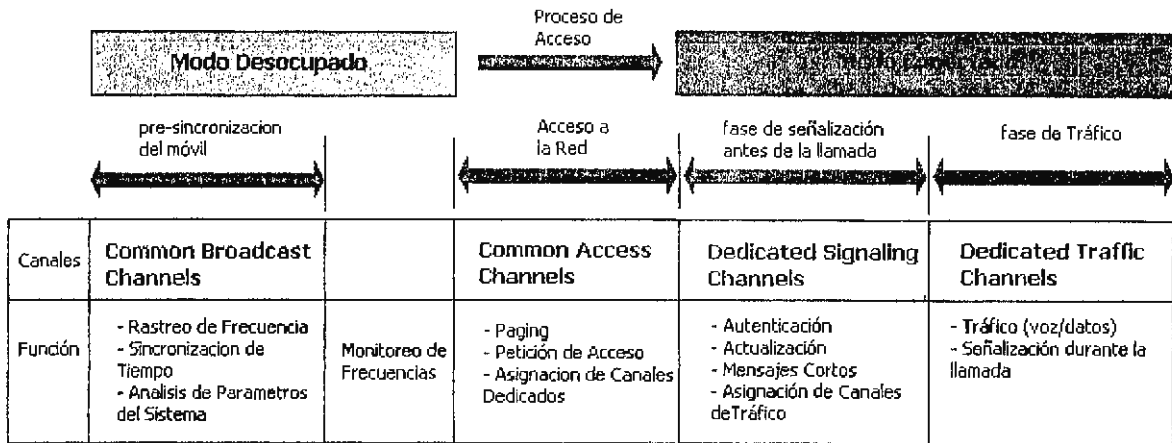 Proceso de
Acceso
Modo Desocupado
pre-sincronizacion
del móvil
Acceso a
la Red
fase de señalización
antes de la llamada
fase de Tráfico
Canales
Common Broadcast
Channels
Common Access
Channels
Dedicated Signaling
Channels
Dedicated Traffic
Channels
Función
- Rastreo de Frecuencia
- Sincronizacion de
Tiempo
- Analisis de Parametros
del Sistema
Monitoreo de
Frecuencias
- Paging
- Petición de Acceso
- Asignacion de Canales
Dedicados
- Autenticación
- Actualización
- Mensajes Cortos
- Asignación de Canales
deTráfico
- Tráfico (voz/datos)
- Señalización durante la
llamada